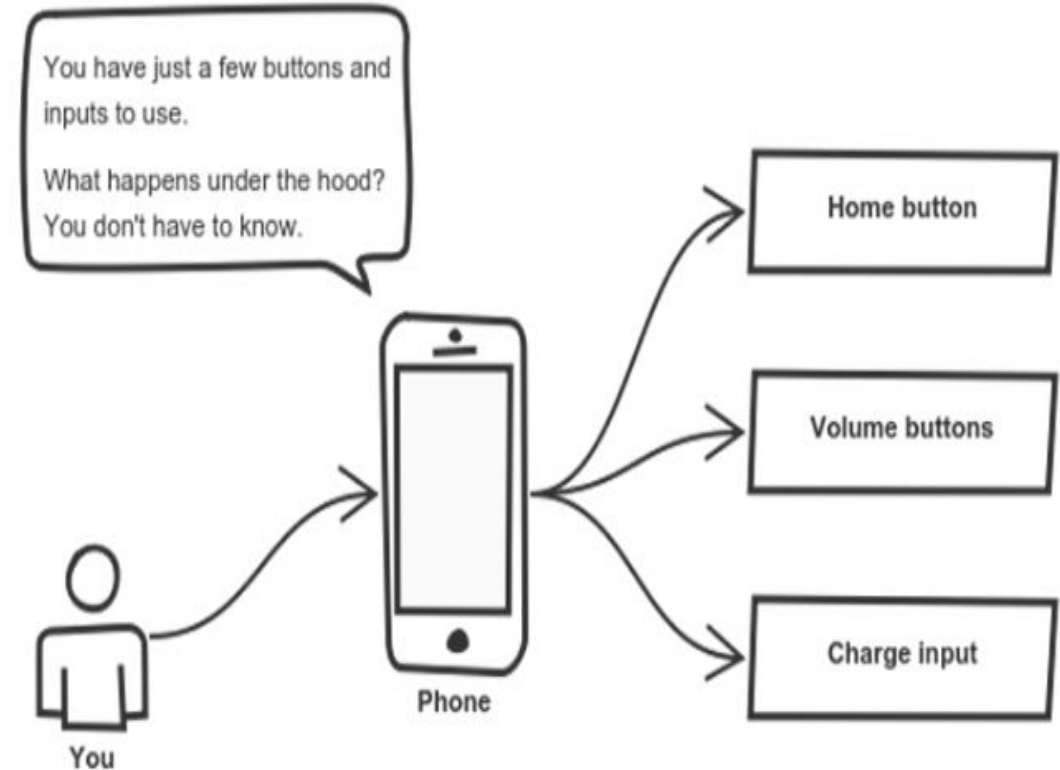 You have just a few buttons and
inputs to use.
What happens under the hood?
You don't have to know.
Home button
Volume buttons
Charge input
Phone
You